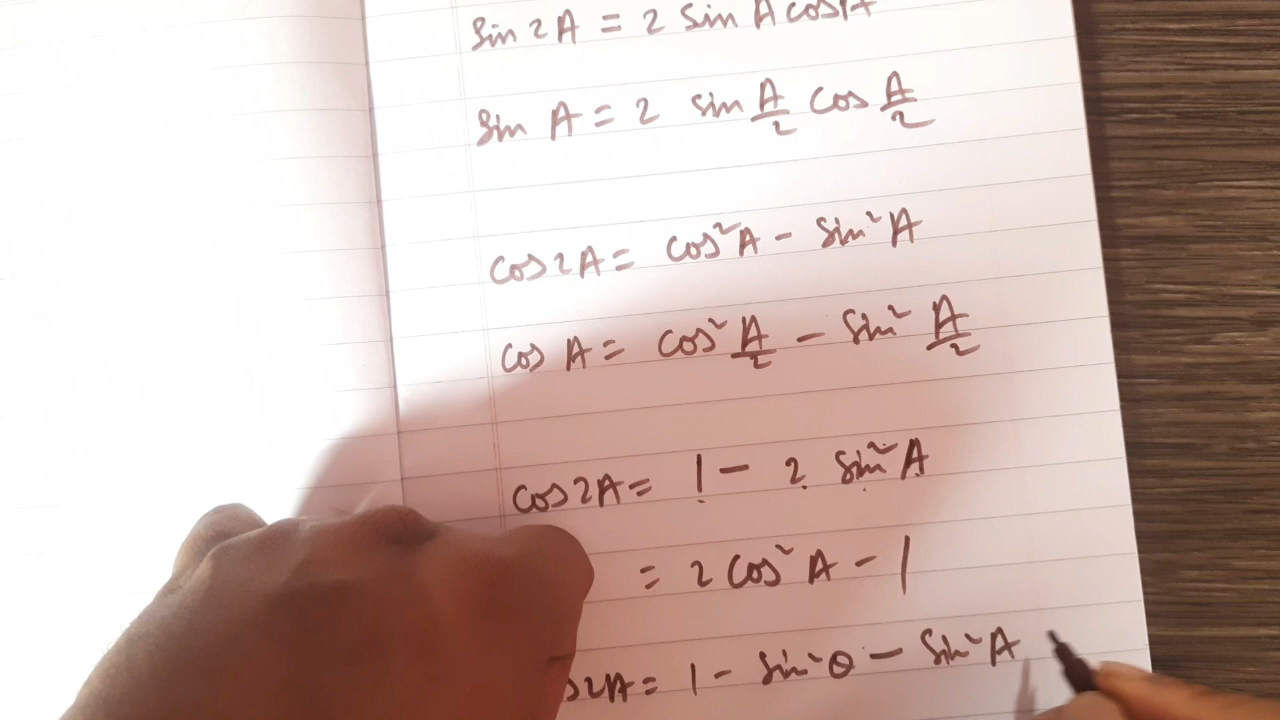 sin 2A = 2 sin A cos A
sin A = 2 sin A/2 cos A/2
cos 2A = cos²A - sin²A
cos A = cos² A/2 - sin² A/2
cos 2A = 1 - 2 sin²A
= 2 cos²A - 1
s2A = 1 - sin²θ - sin²A